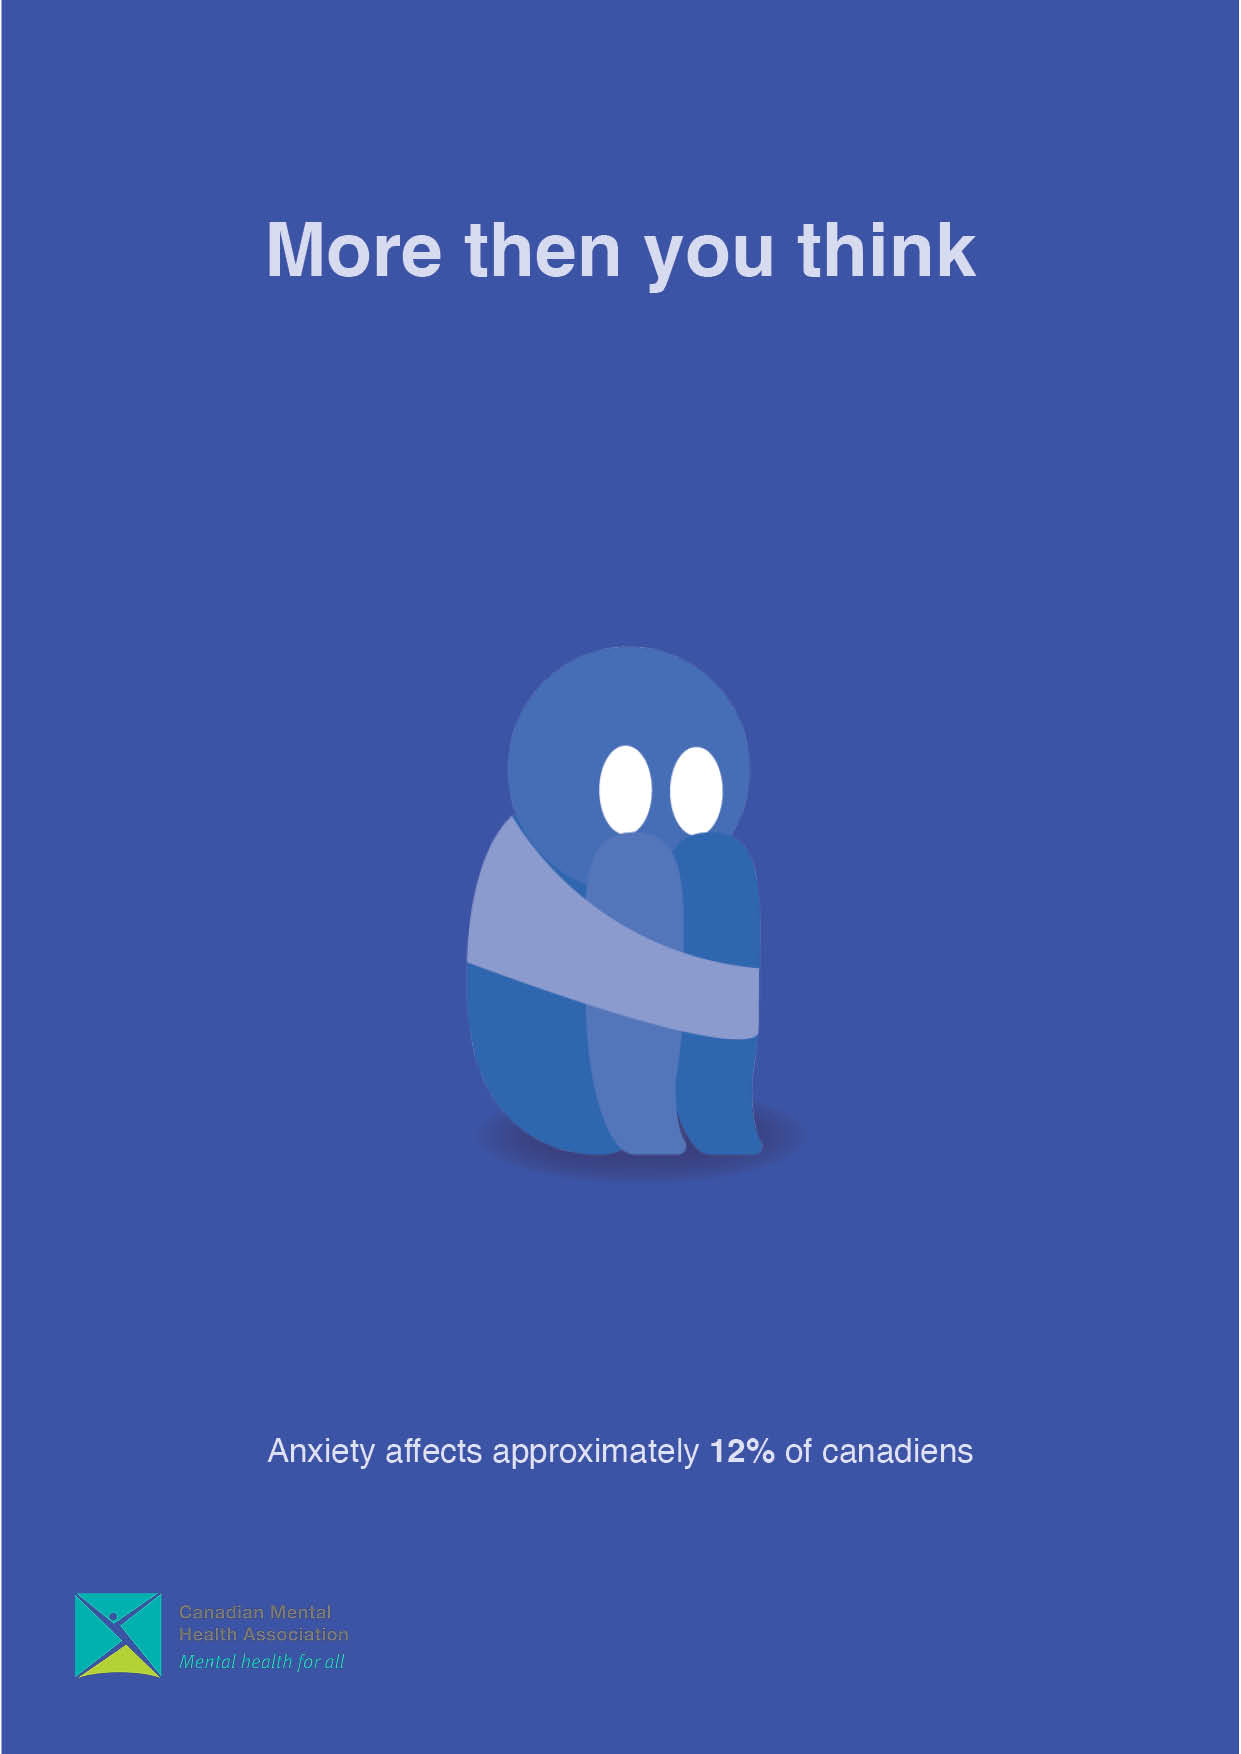 More then you think
Anxiety affects approximately 12% of canadiens
Canadian Mental
Health Association
Mental health for all